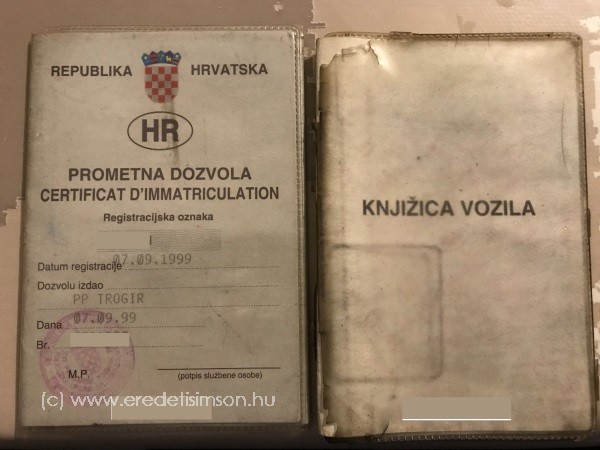 REPUBLIKA HRVATSKA
HR
PROMETNA DOZVOLA
CERTIFICAT D'IMMATRICULATION
Registracijska oznaka
Datum registracije 07.09.1999
Dozvolu izdao
PP TROGIR
Dana 07.09.99
Br.
M.P.
(potpis službene osobe)
KNJIŽICA VOZILA
(c) www.eredetisimson.hu